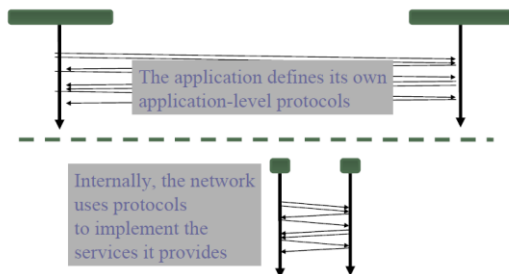 The application defines its own
application-level protocols
Internally, the network
uses protocols
to implement the
services it provides